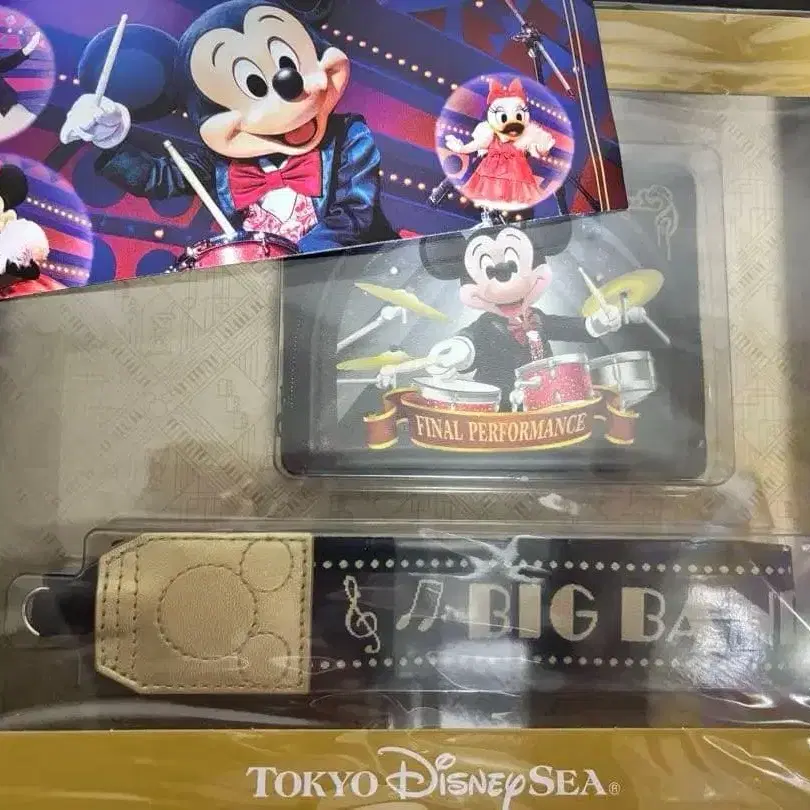 FINAL PERFORMANCE
BIG BA
TOKYO DISNEYSEA®